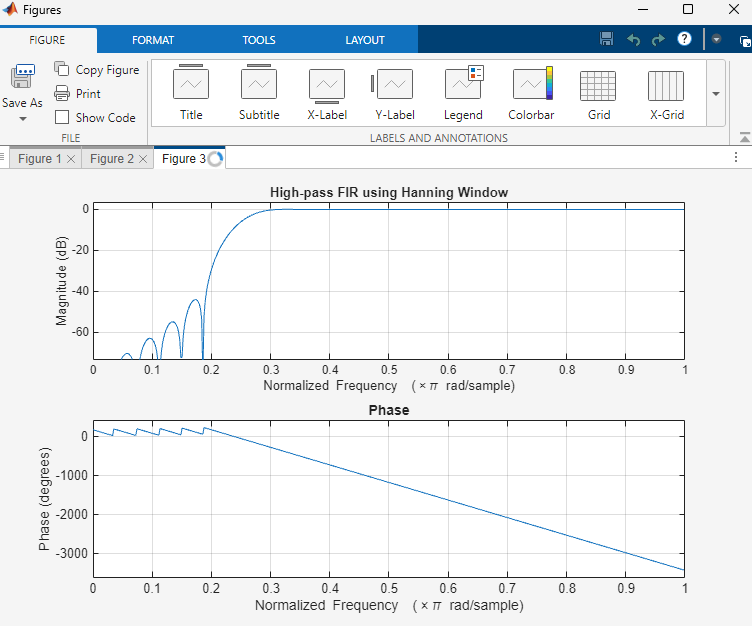 Figures
FIGURE FORMAT TOOLS LAYOUT
Save As
Copy Figure
Print
Show Code
FILE
Title Subtitle X-Label Y-Label Legend Colorbar Grid X-Grid
LABELS AND ANNOTATIONS
Figure 1 Figure 2 Figure 3
High-pass FIR using Hanning Window
Magnitude (dB)
0
-20
-40
-60
0 0.1 0.2 0.3 0.4 0.5 0.6 0.7 0.8 0.9 1
Normalized Frequency (×π rad/sample)
Phase
Phase (degrees)
0
-1000
-2000
-3000
0 0.1 0.2 0.3 0.4 0.5 0.6 0.7 0.8 0.9 1
Normalized Frequency (×π rad/sample)